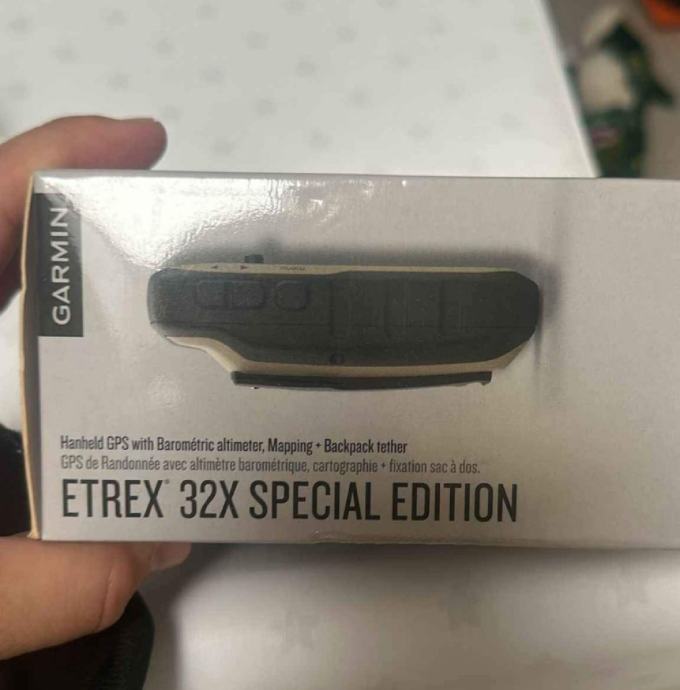 GARMIN
Hanheld GPS with Barométric altimeter, Mapping + Backpack tether
GPS de Randonnée avec altimètre barométrique, cartographie + fixation sac à dos.
ETREX® 32X SPECIAL EDITION